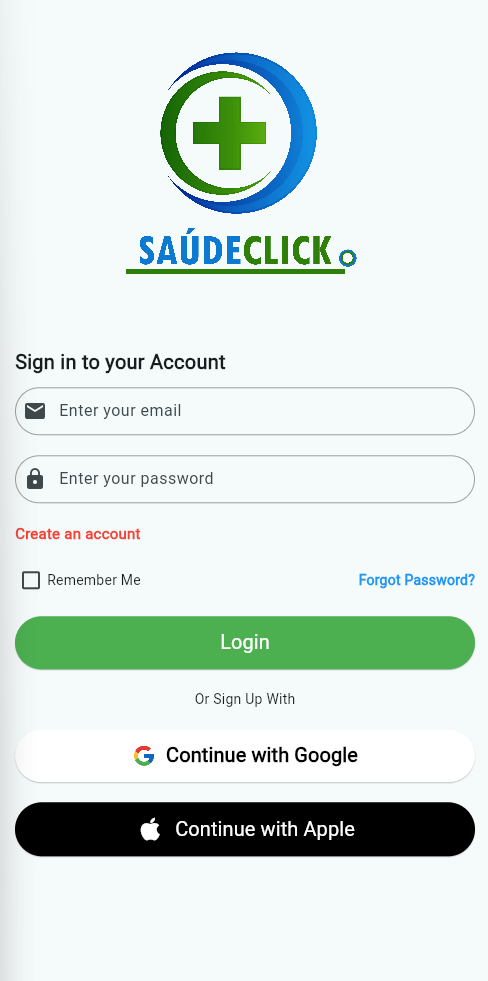 SAÚDECLICK
Sign in to your Account
Enter your email
Enter your password
Create an account
Remember Me
Forgot Password?
Login
Or Sign Up With
Continue with Google
Continue with Apple